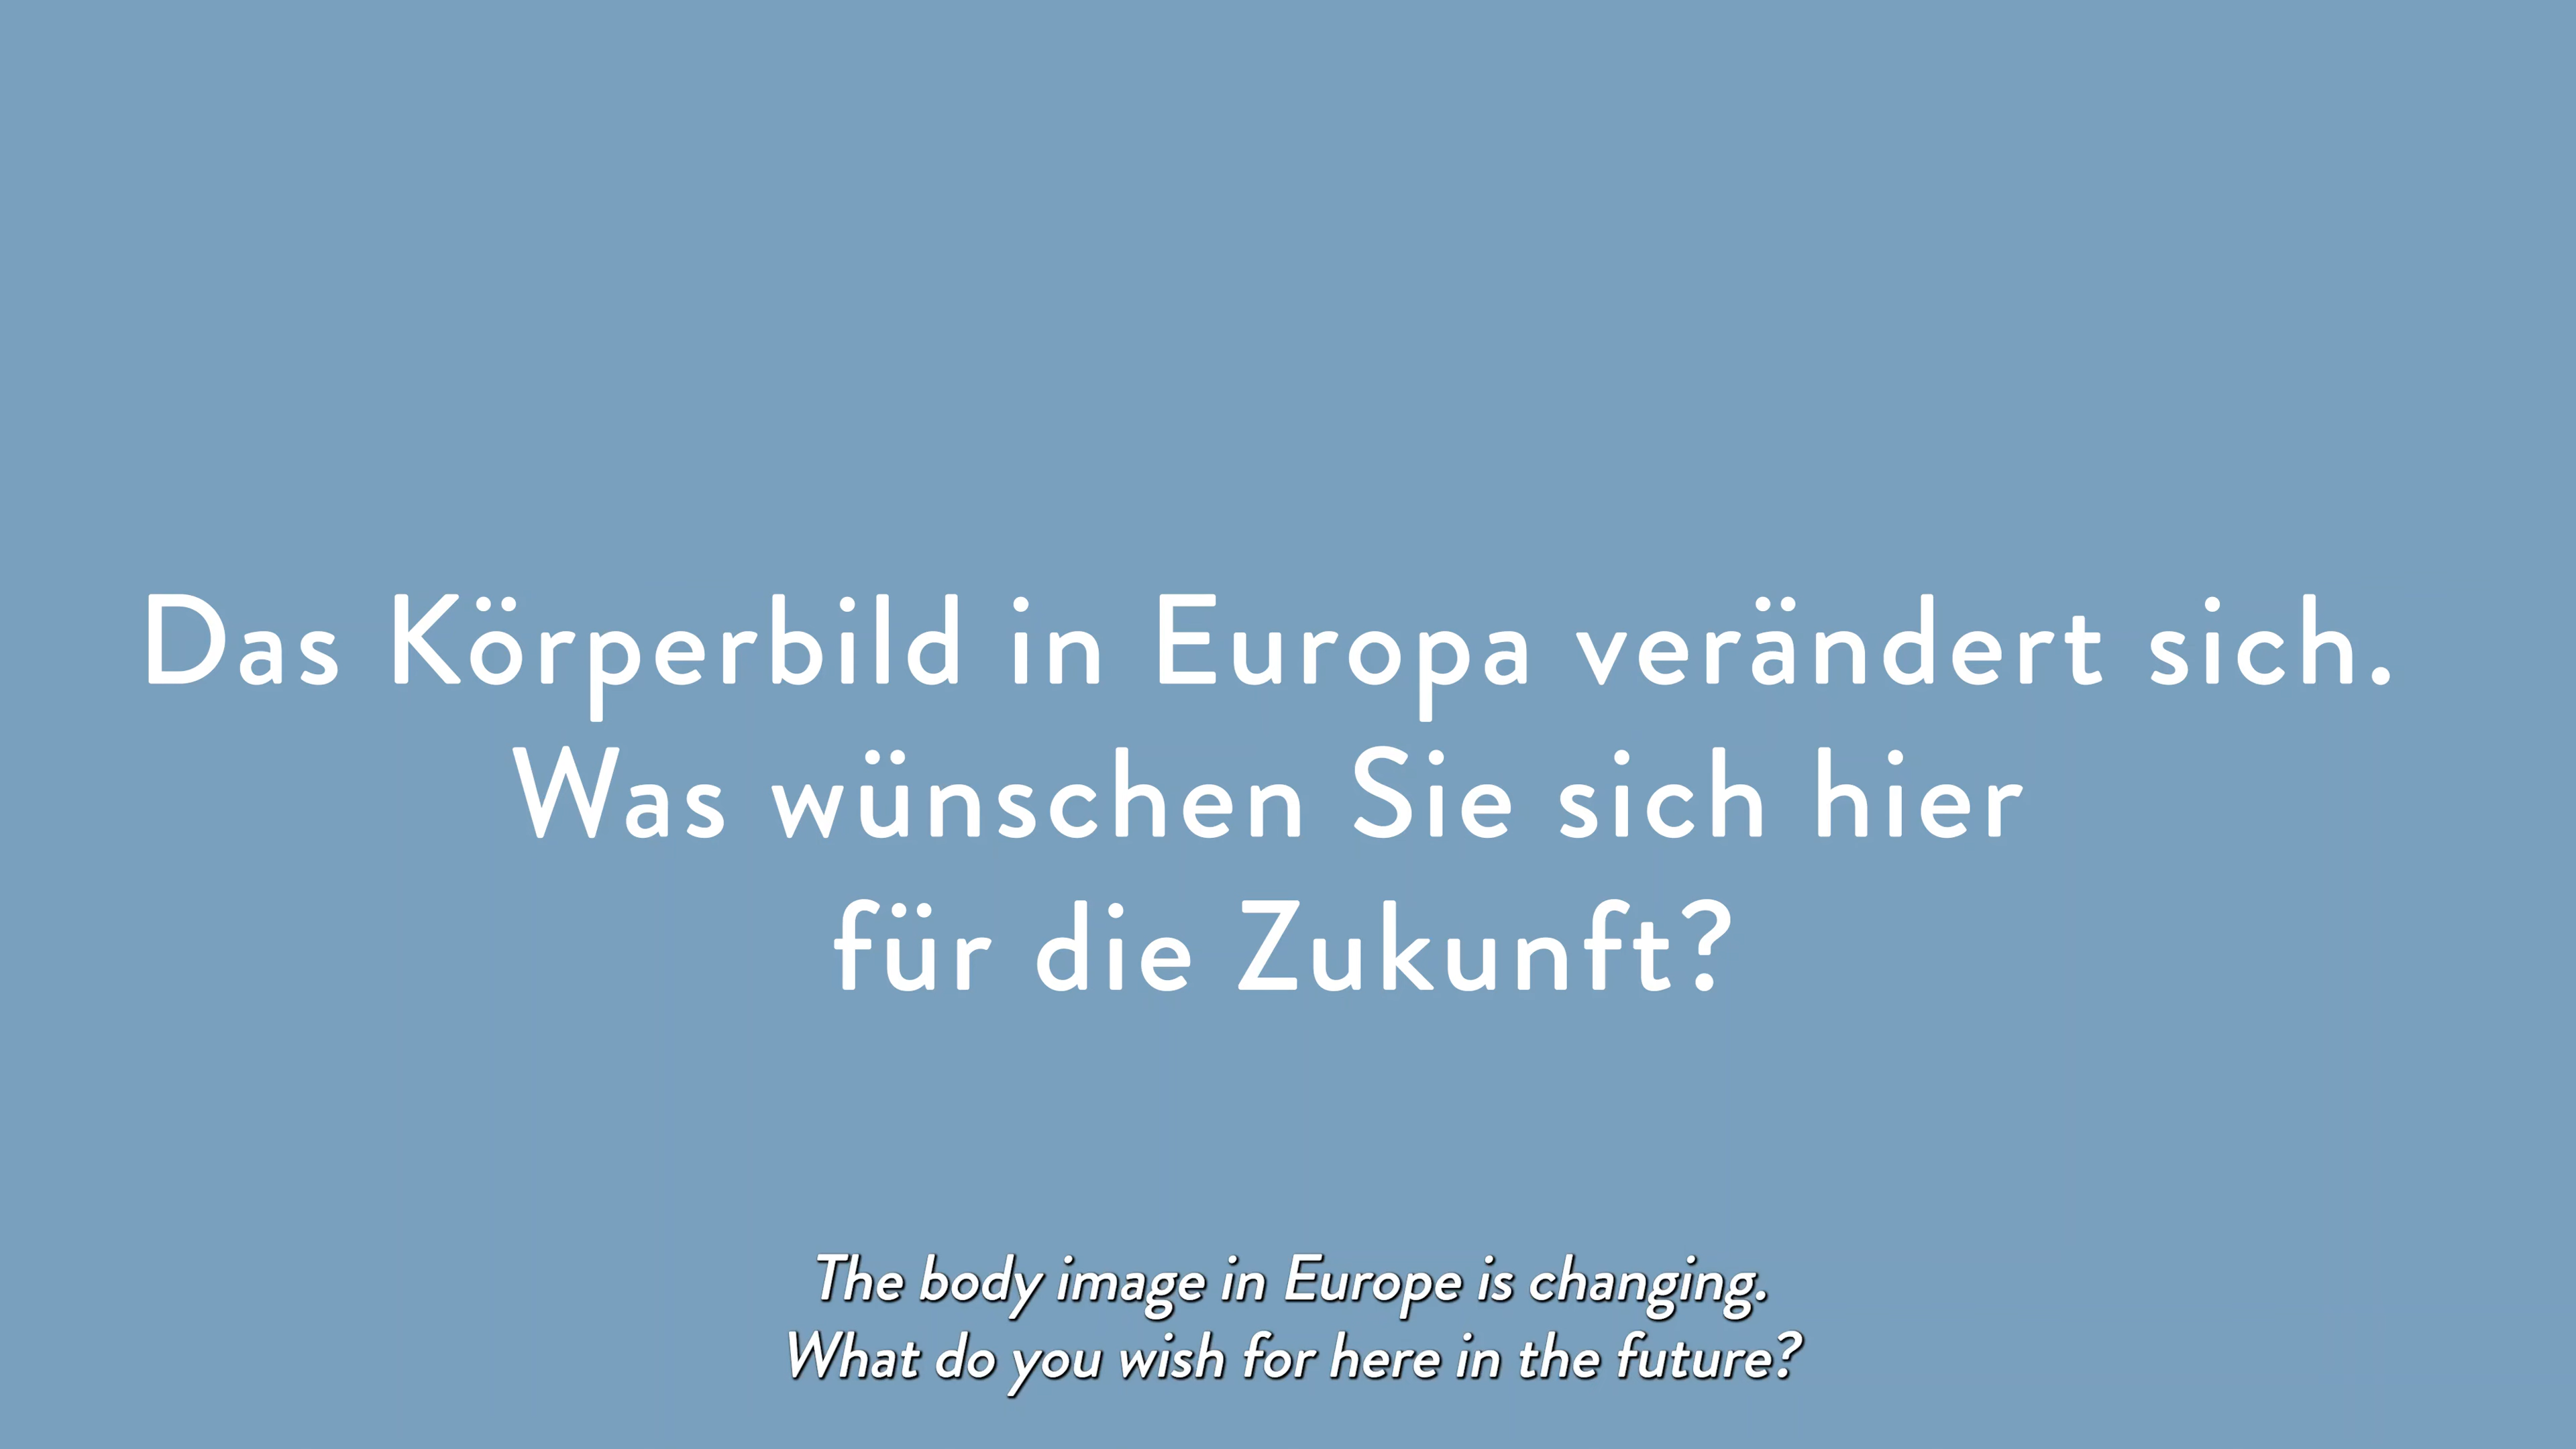 Das Körperbild in Europa verändert sich.
Was wünschen Sie sich hier
für die Zukunft?
The body image in Europe is changing.
What do you wish for here in the future?